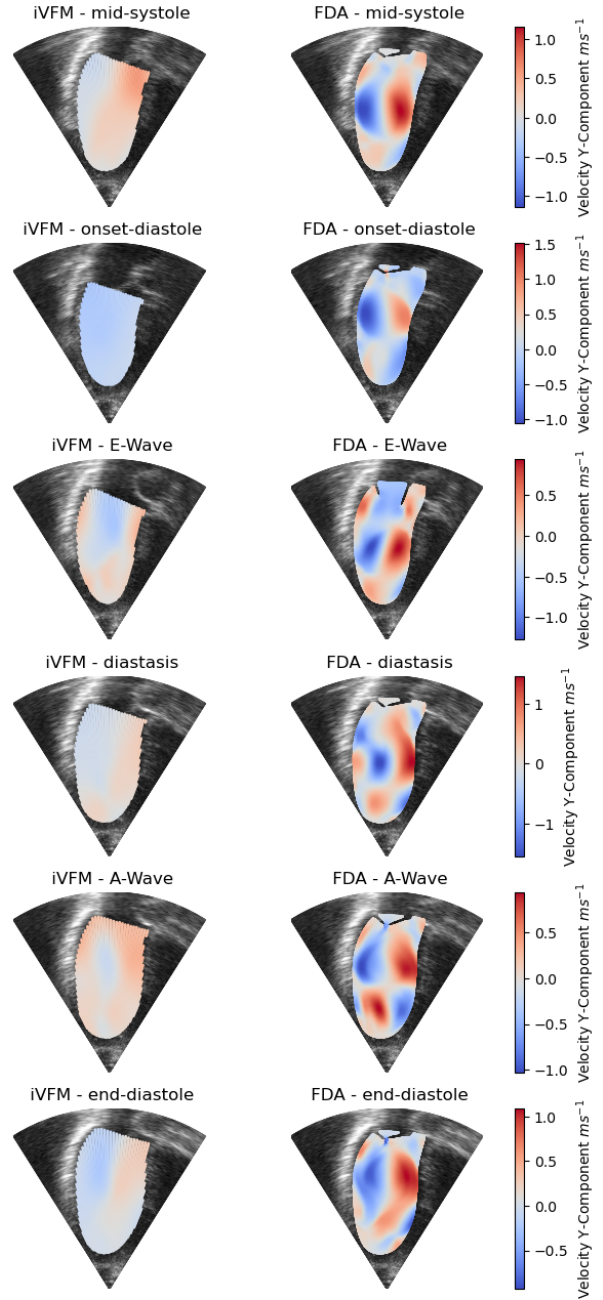 iVFM - mid-systole
FDA - mid-systole
1.0
0.5
0.0
−0.5
−1.0
Velocity Y-Component ms⁻¹
iVFM - onset-diastole
FDA - onset-diastole
1.5
1.0
0.5
0.0
−0.5
−1.0
Velocity Y-Component ms⁻¹
iVFM - E-Wave
FDA - E-Wave
0.5
0.0
−0.5
−1.0
Velocity Y-Component ms⁻¹
iVFM - diastasis
FDA - diastasis
1
0
−1
Velocity Y-Component ms⁻¹
iVFM - A-Wave
FDA - A-Wave
0.5
0.0
−0.5
−1.0
Velocity Y-Component ms⁻¹
iVFM - end-diastole
FDA - end-diastole
1.0
0.5
0.0
−0.5
Velocity Y-Component ms⁻¹